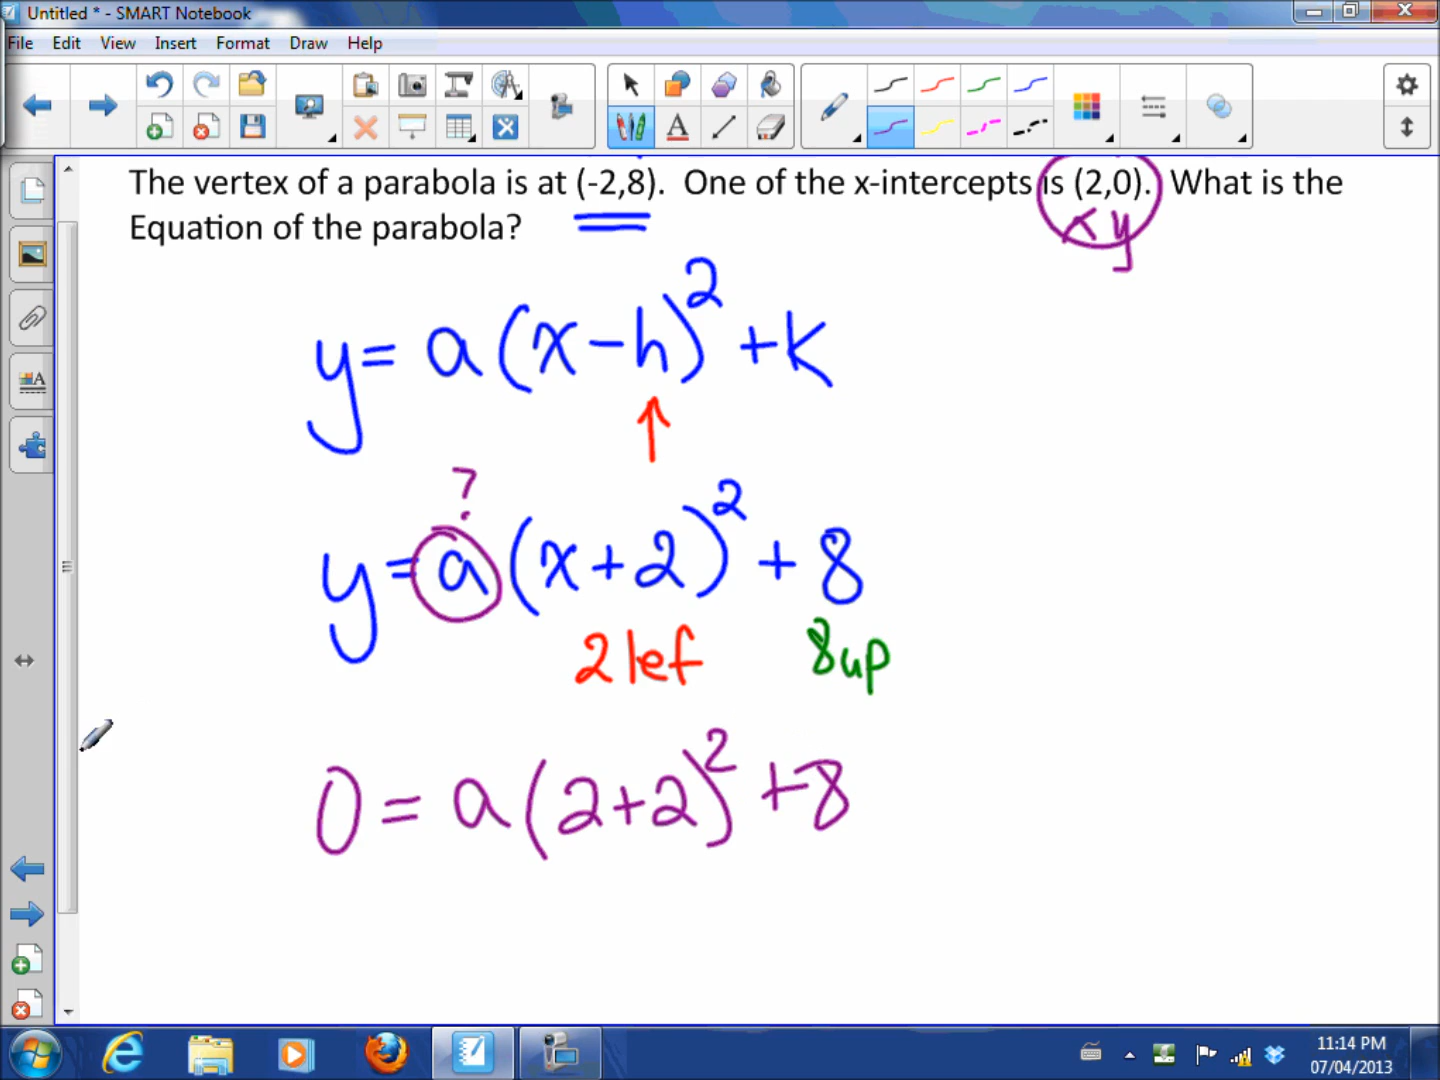 Untitled * - SMART Notebook
File Edit View Insert Format Draw Help
The vertex of a parabola is at (-2,8). One of the x-intercepts is (2,0). What is the
x y
Equation of the parabola?
y= a(x-h)² +k
?
y=a(x+2)² + 8
2 lef 8 up
0 = a(2+2)² +8
11:14 PM
07/04/2013